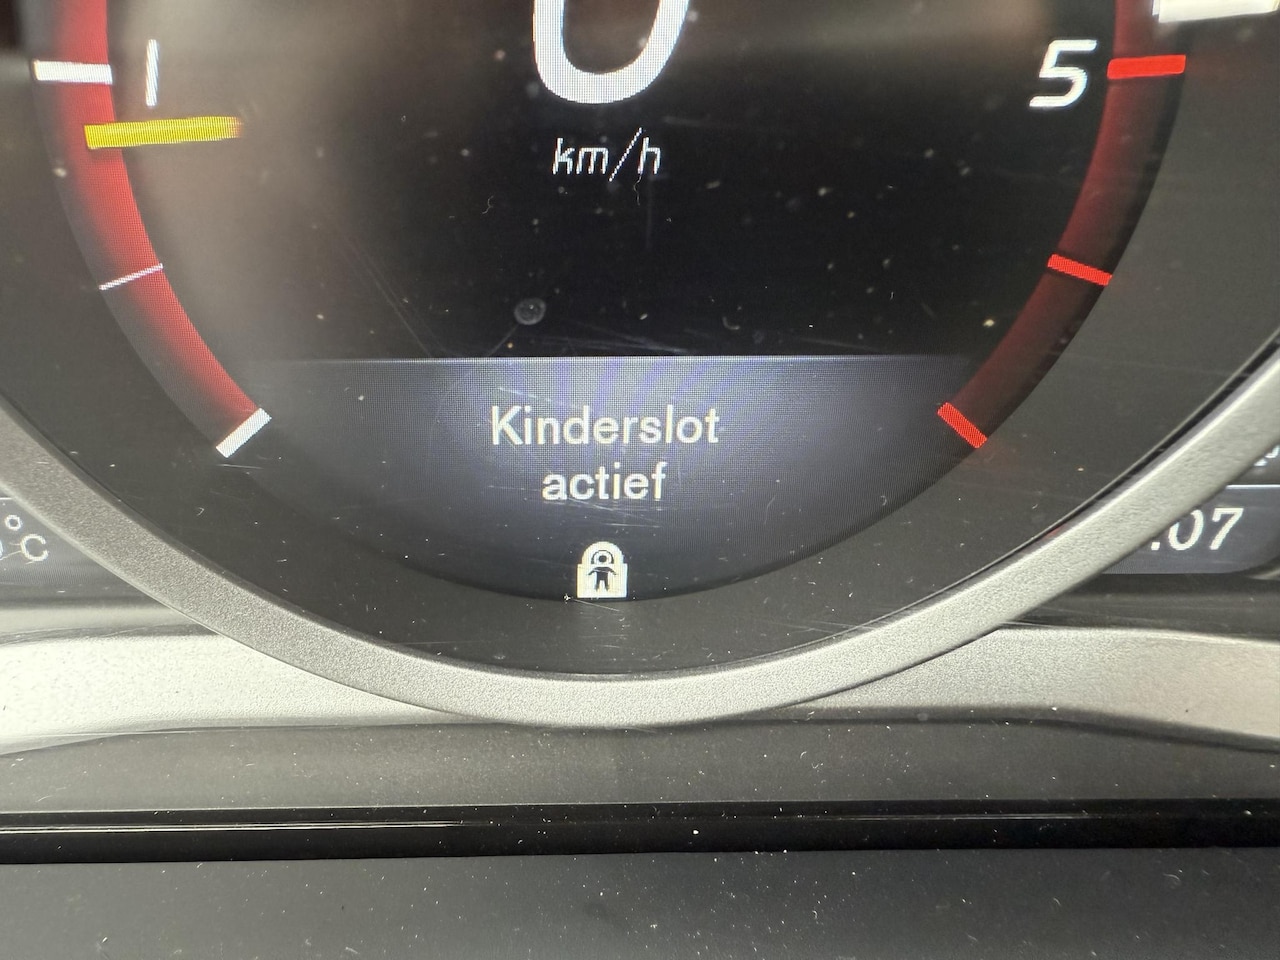 0
1
5
km/h
Kinderslot
actief
°C
.07